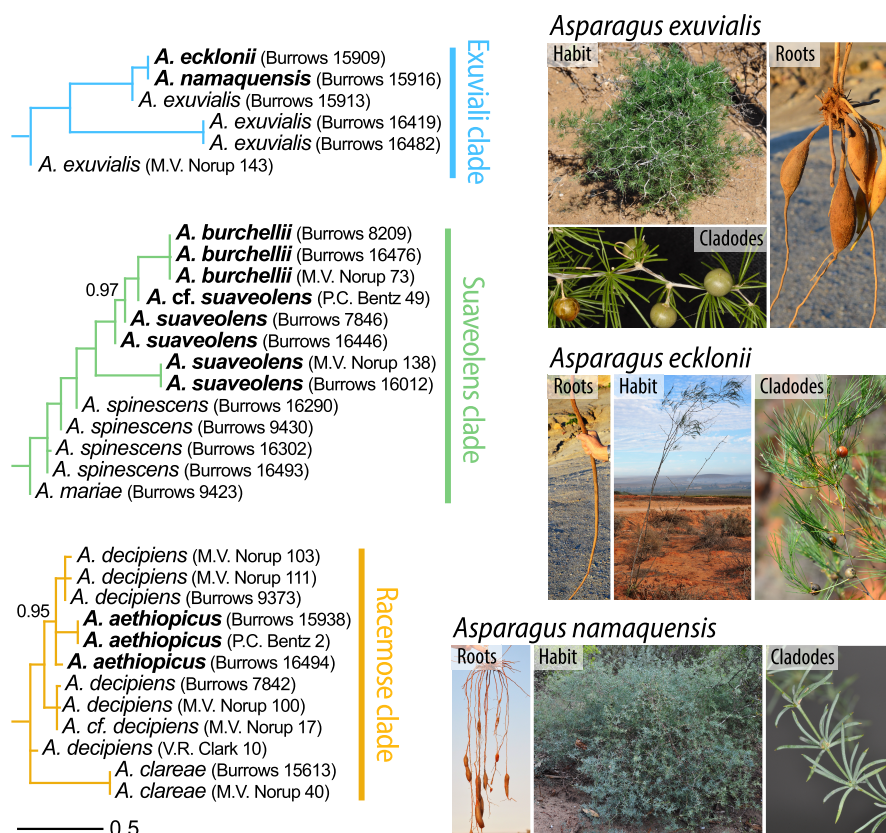 A. ecklonii (Burrows 15909)
A. namaquensis (Burrows 15916)
A. exuvialis (Burrows 15913)
A. exuvialis (Burrows 16419)
A. exuvialis (Burrows 16482)
A. exuvialis (M.V. Norup 143)
Exuviali clade
A. burchellii (Burrows 8209)
A. burchellii (Burrows 16476)
A. burchellii (M.V. Norup 73)
0.97
A. cf. suaveolens (P.C. Bentz 49)
A. suaveolens (Burrows 7846)
A. suaveolens (Burrows 16446)
A. suaveolens (M.V. Norup 138)
A. suaveolens (Burrows 16012)
A. spinescens (Burrows 16290)
A. spinescens (Burrows 9430)
A. spinescens (Burrows 16302)
A. spinescens (Burrows 16493)
A. mariae (Burrows 9423)
Suaveolens clade
A. decipiens (M.V. Norup 103)
A. decipiens (M.V. Norup 111)
A. decipiens (Burrows 9373)
0.95
A. aethiopicus (Burrows 15938)
A. aethiopicus (P.C. Bentz 2)
A. aethiopicus (Burrows 16494)
A. decipiens (Burrows 7842)
A. decipiens (M.V. Norup 100)
A. cf. decipiens (M.V. Norup 17)
A. decipiens (V.R. Clark 10)
A. clareae (Burrows 15613)
A. clareae (M.V. Norup 40)
Racemose clade
0.5
Asparagus exuvialis
Habit
Roots
Cladodes
Asparagus ecklonii
Roots
Habit
Cladodes
Asparagus namaquensis
Roots
Habit
Cladodes